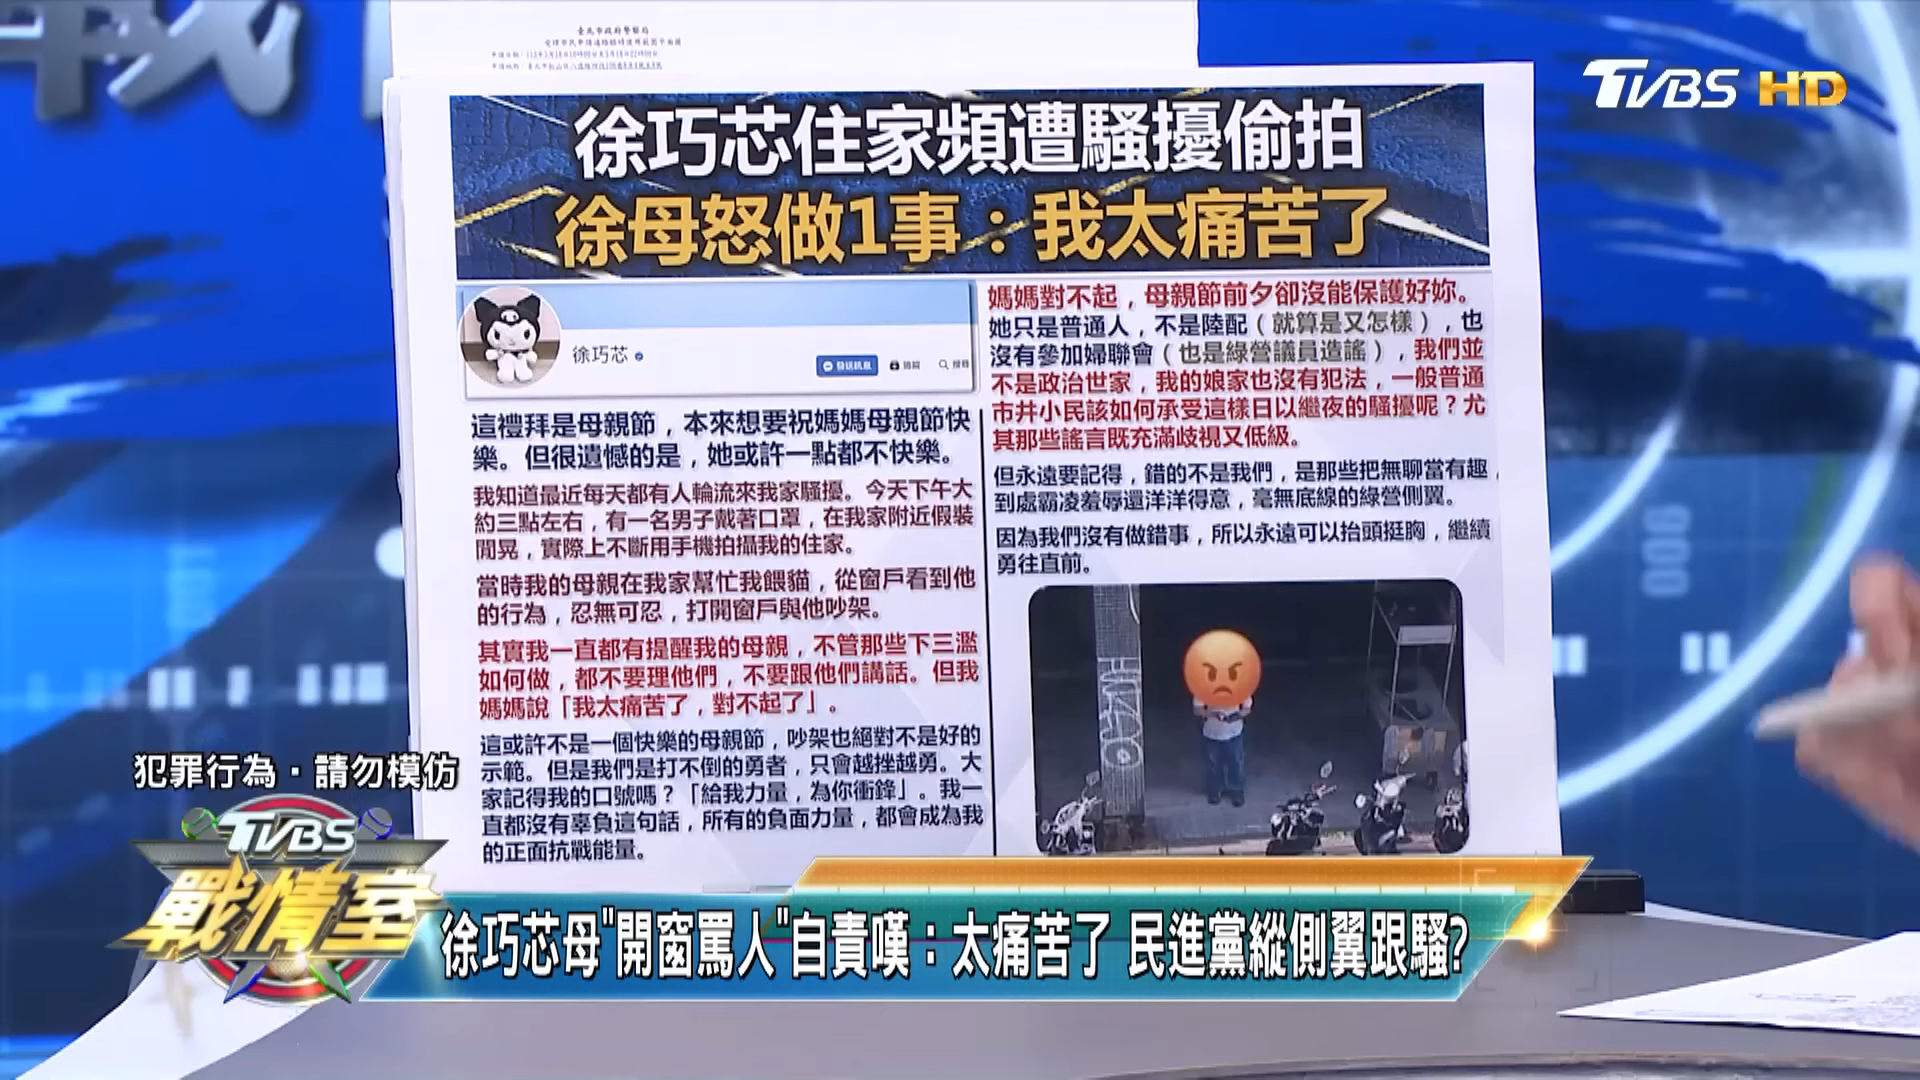 臺北市政府警察局
TVBS HD
徐巧芯住家頻遭騷擾偷拍
徐母怒做1事：我太痛苦了
徐巧芯
發送訊息
追蹤
搜尋
這禮拜是母親節，本來想要祝媽媽母親節快
樂。但很遺憾的是，她或許一點都不快樂。
我知道最近每天都有人輪流來我家騷擾。今天下午大
約三點左右，有一名男子戴著口罩，在我家附近假裝
閒晃，實際上不斷用手機拍攝我的住家。
當時我的母親在我家幫忙我餵貓，從窗戶看到他
的行為，忍無可忍，打開窗戶與他吵架。
其實我一直都有提醒我的母親，不管那些下三濫
如何做，都不要理他們，不要跟他們講話。但我
媽媽說「我太痛苦了，對不起了」。
這或許不是一個快樂的母親節，吵架也絕對不是好的
示範。但是我們是打不倒的勇者，只會越挫越勇。大
家記得我的口號嗎？「給我力量，為你衝鋒」。我一
直都沒有辜負這句話，所有的負面力量，都會成為我
的正面抗戰能量。
媽媽對不起，母親節前夕卻沒能保護好妳。
她只是普通人，不是陸配（就算是又怎樣），也
沒有參加婦聯會（也是綠營議員造謠），我們並
不是政治世家，我的娘家也沒有犯法，一般普通
市井小民該如何承受這樣日以繼夜的騷擾呢？尤
其那些謠言既充滿歧視又低級。
但永遠要記得，錯的不是我們，是那些把無聊當有趣，
到處霸凌羞辱還洋洋得意，毫無底線的綠營側翼。
因為我們沒有做錯事，所以永遠可以抬頭挺胸，繼續
勇往直前。
犯罪行為・請勿模仿
TVBS
戰情室
徐巧芯母"開窗罵人"自責嘆：太痛苦了 民進黨縱側翼跟騷?